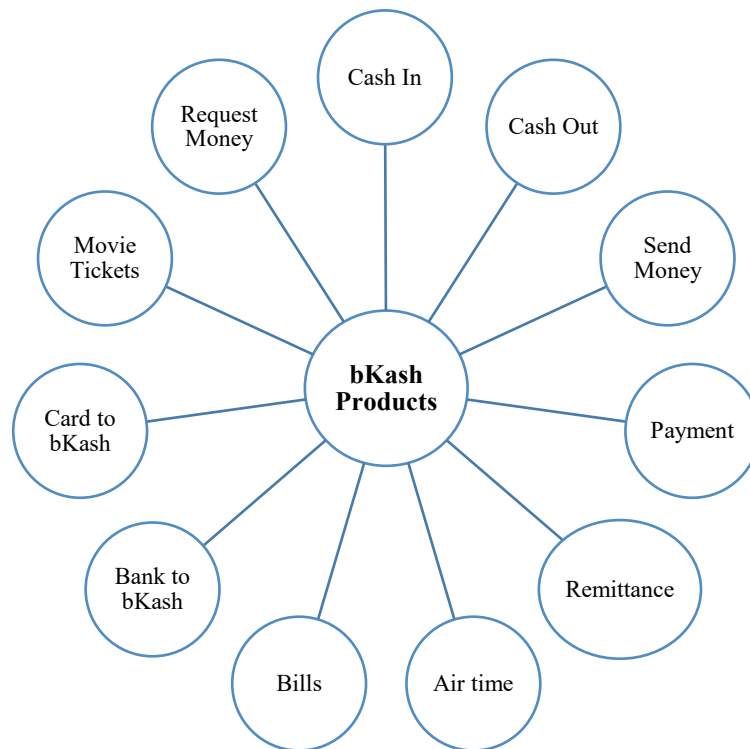 bKash
Products
Cash In
Cash Out
Send
Money
Payment
Remittance
Air time
Bills
Bank to
bKash
Card to
bKash
Movie
Tickets
Request
Money